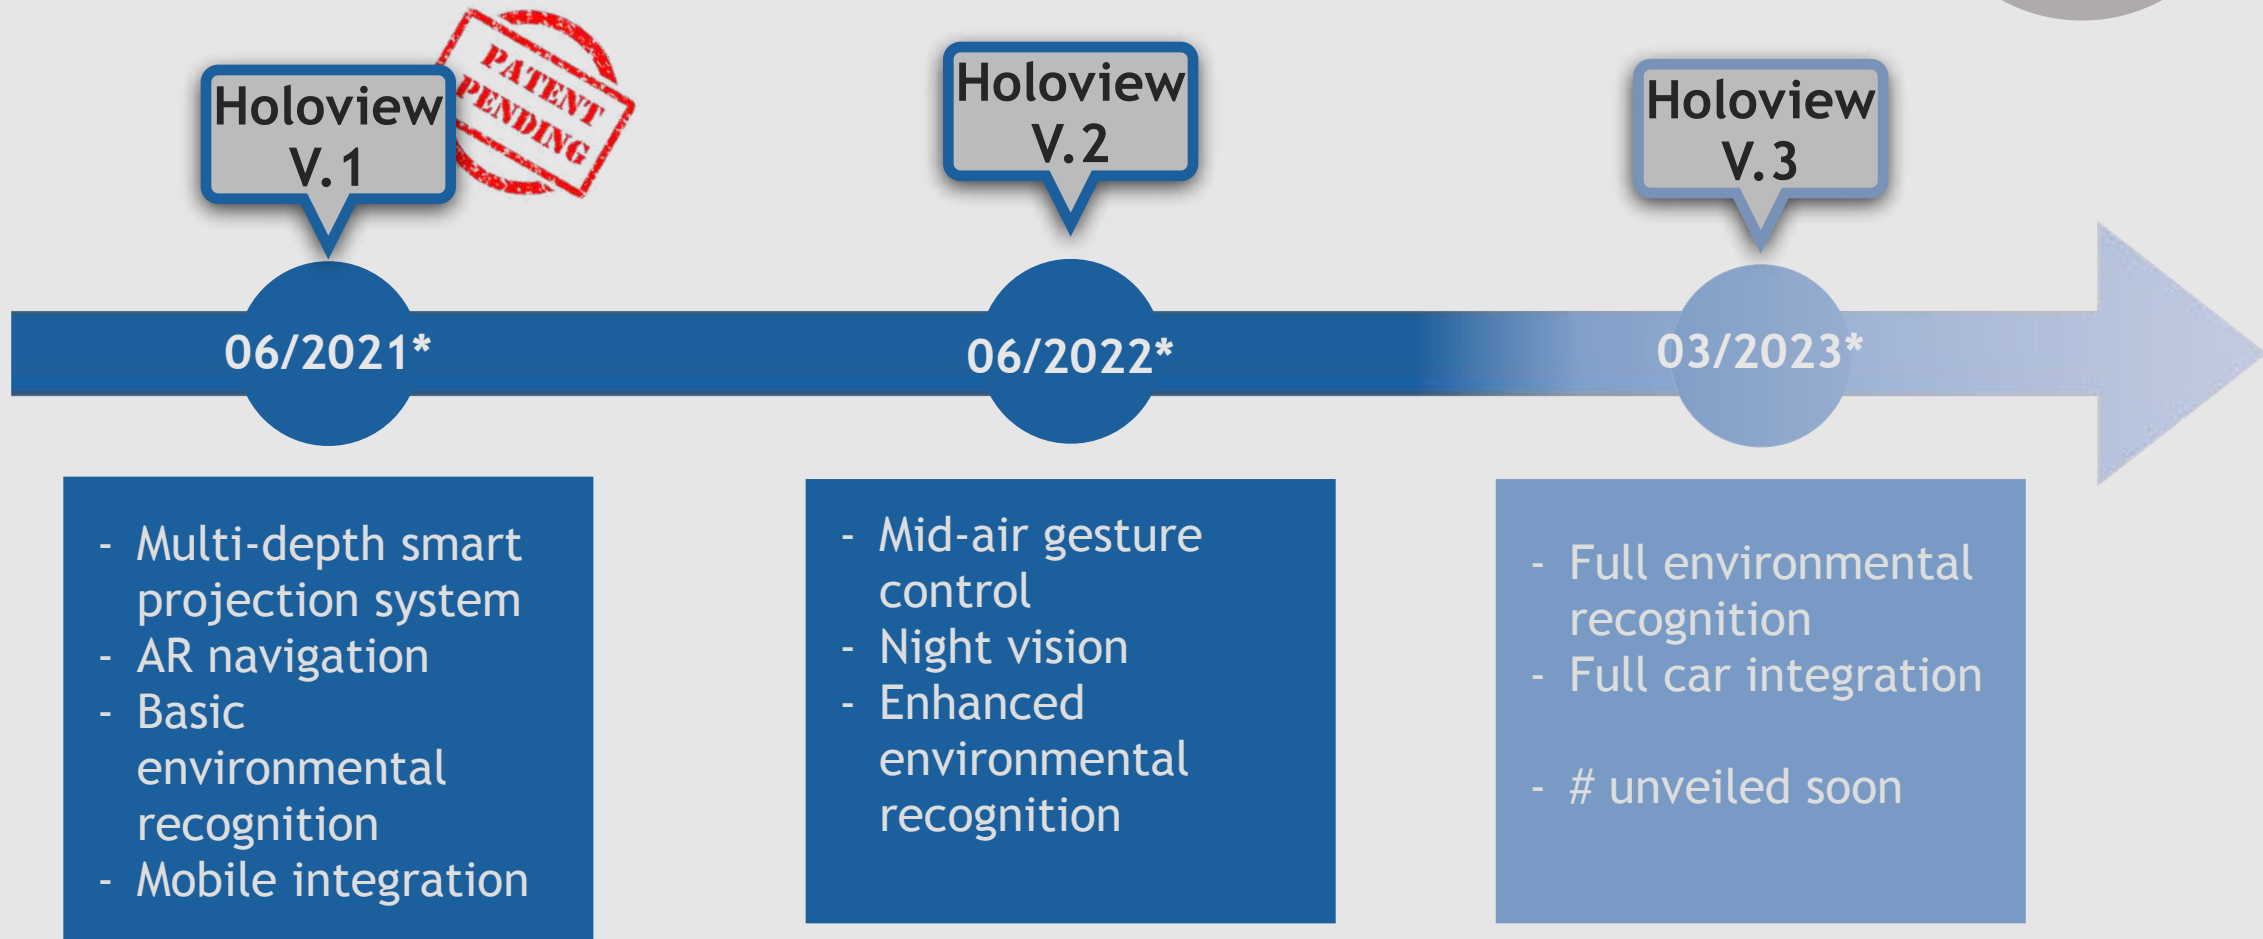 Holoview
V.1
PATENT
PENDING
Holoview
V.2
Holoview
V.3
06/2021*
06/2022*
03/2023*
- Multi-depth smart
projection system
- AR navigation
- Basic
environmental
recognition
- Mobile integration
- Mid-air gesture
control
- Night vision
- Enhanced
environmental
recognition
- Full environmental
recognition
- Full car integration
- # unveiled soon